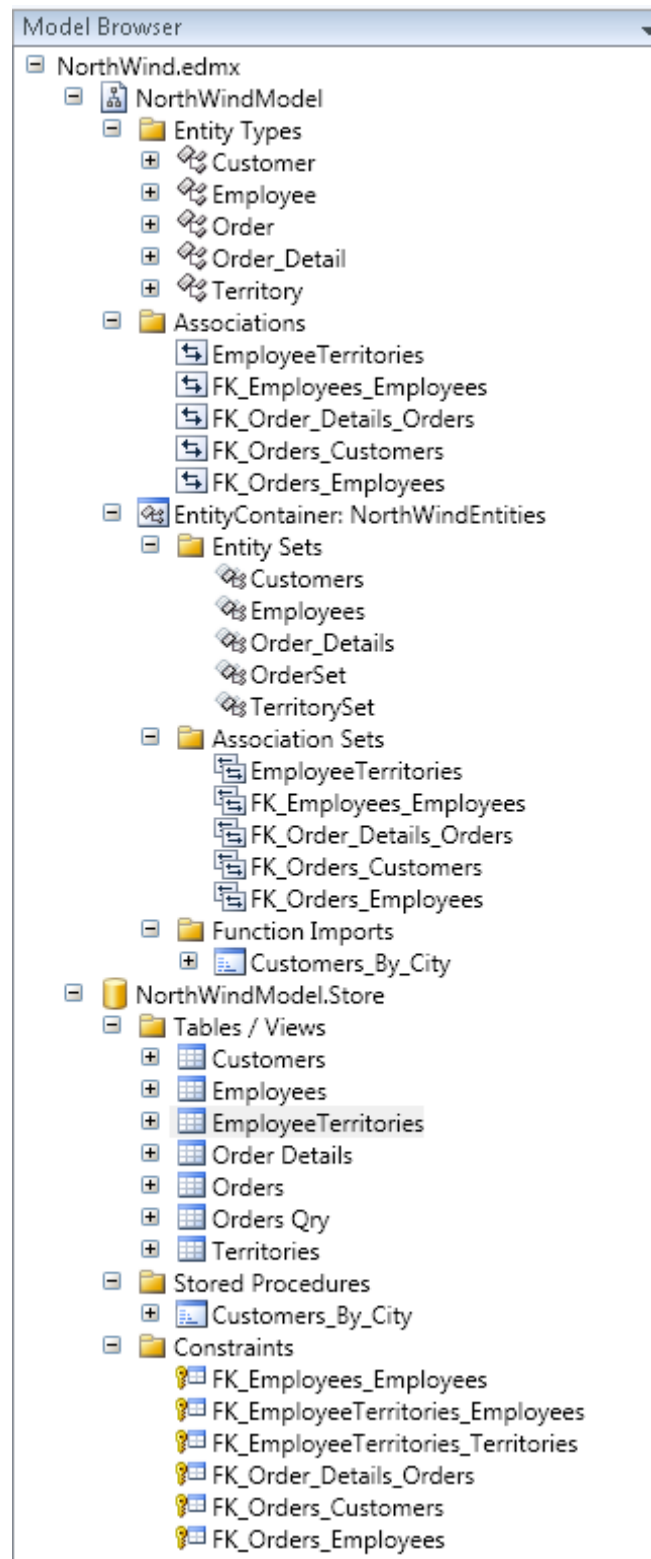 Model Browser
NorthWind.edmx
NorthWindModel
Entity Types
Customer
Employee
Order
Order_Detail
Territory
Associations
EmployeeTerritories
FK_Employees_Employees
FK_Order_Details_Orders
FK_Orders_Customers
FK_Orders_Employees
EntityContainer: NorthWindEntities
Entity Sets
Customers
Employees
Order_Details
OrderSet
TerritorySet
Association Sets
EmployeeTerritories
FK_Employees_Employees
FK_Order_Details_Orders
FK_Orders_Customers
FK_Orders_Employees
Function Imports
Customers_By_City
NorthWindModel.Store
Tables / Views
Customers
Employees
EmployeeTerritories
Order Details
Orders
Orders Qry
Territories
Stored Procedures
Customers_By_City
Constraints
FK_Employees_Employees
FK_EmployeeTerritories_Employees
FK_EmployeeTerritories_Territories
FK_Order_Details_Orders
FK_Orders_Customers
FK_Orders_Employees